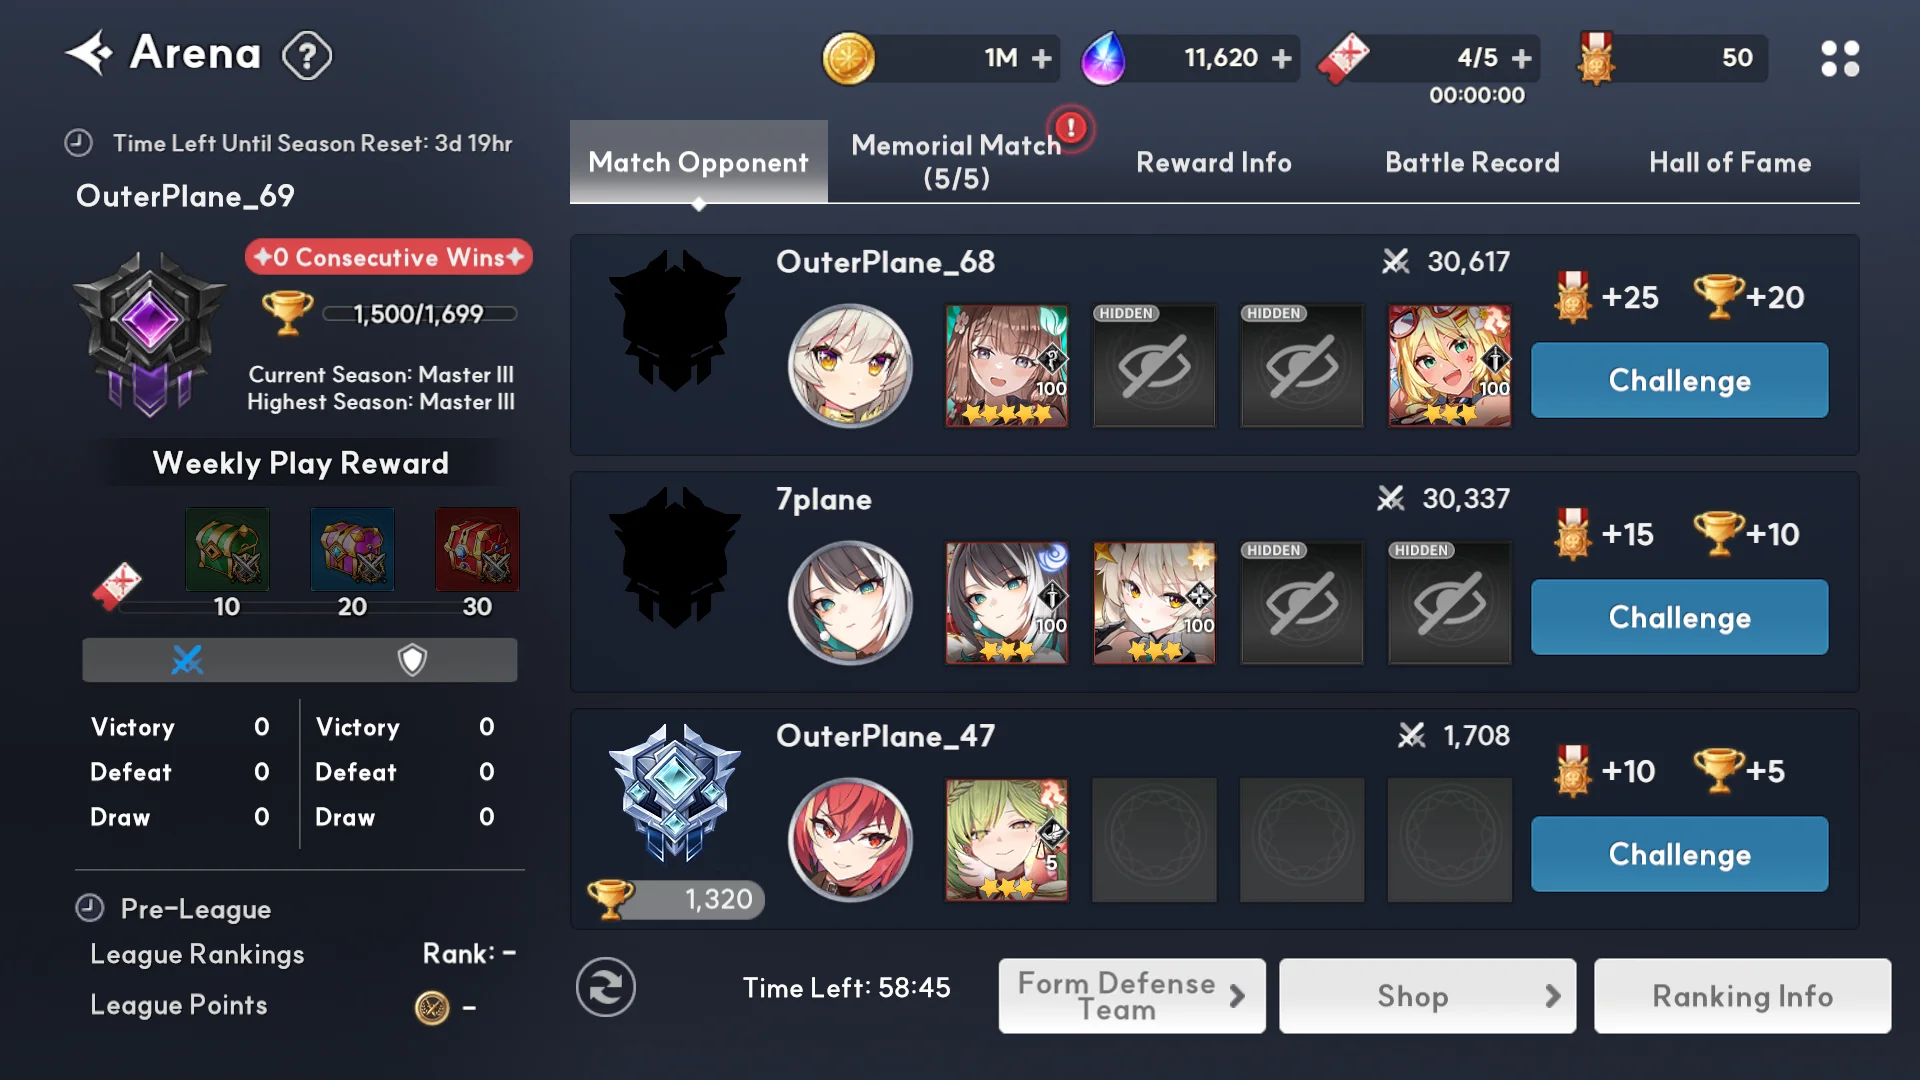 Arena ?
1M
11,620
4/5
00:00:00
50
Time Left Until Season Reset: 3d 19hr
OuterPlane_69
0 Consecutive Wins
1,500/1,699
Current Season: Master III
Highest Season: Master III
Weekly Play Reward
10
20
30
Victory 0
Defeat 0
Draw 0
Victory 0
Defeat 0
Draw 0
Pre-League
League Rankings Rank: -
League Points -
Match Opponent
Memorial Match
(5/5)
!
Reward Info
Battle Record
Hall of Fame
OuterPlane_68
30,617
100
HIDDEN
HIDDEN
100
+25
+20
Challenge
7plane
30,337
100
100
HIDDEN
HIDDEN
+15
+10
Challenge
OuterPlane_47
1,708
1,320
5
+10
+5
Challenge
Time Left: 58:45
Form Defense
Team
Shop
Ranking Info